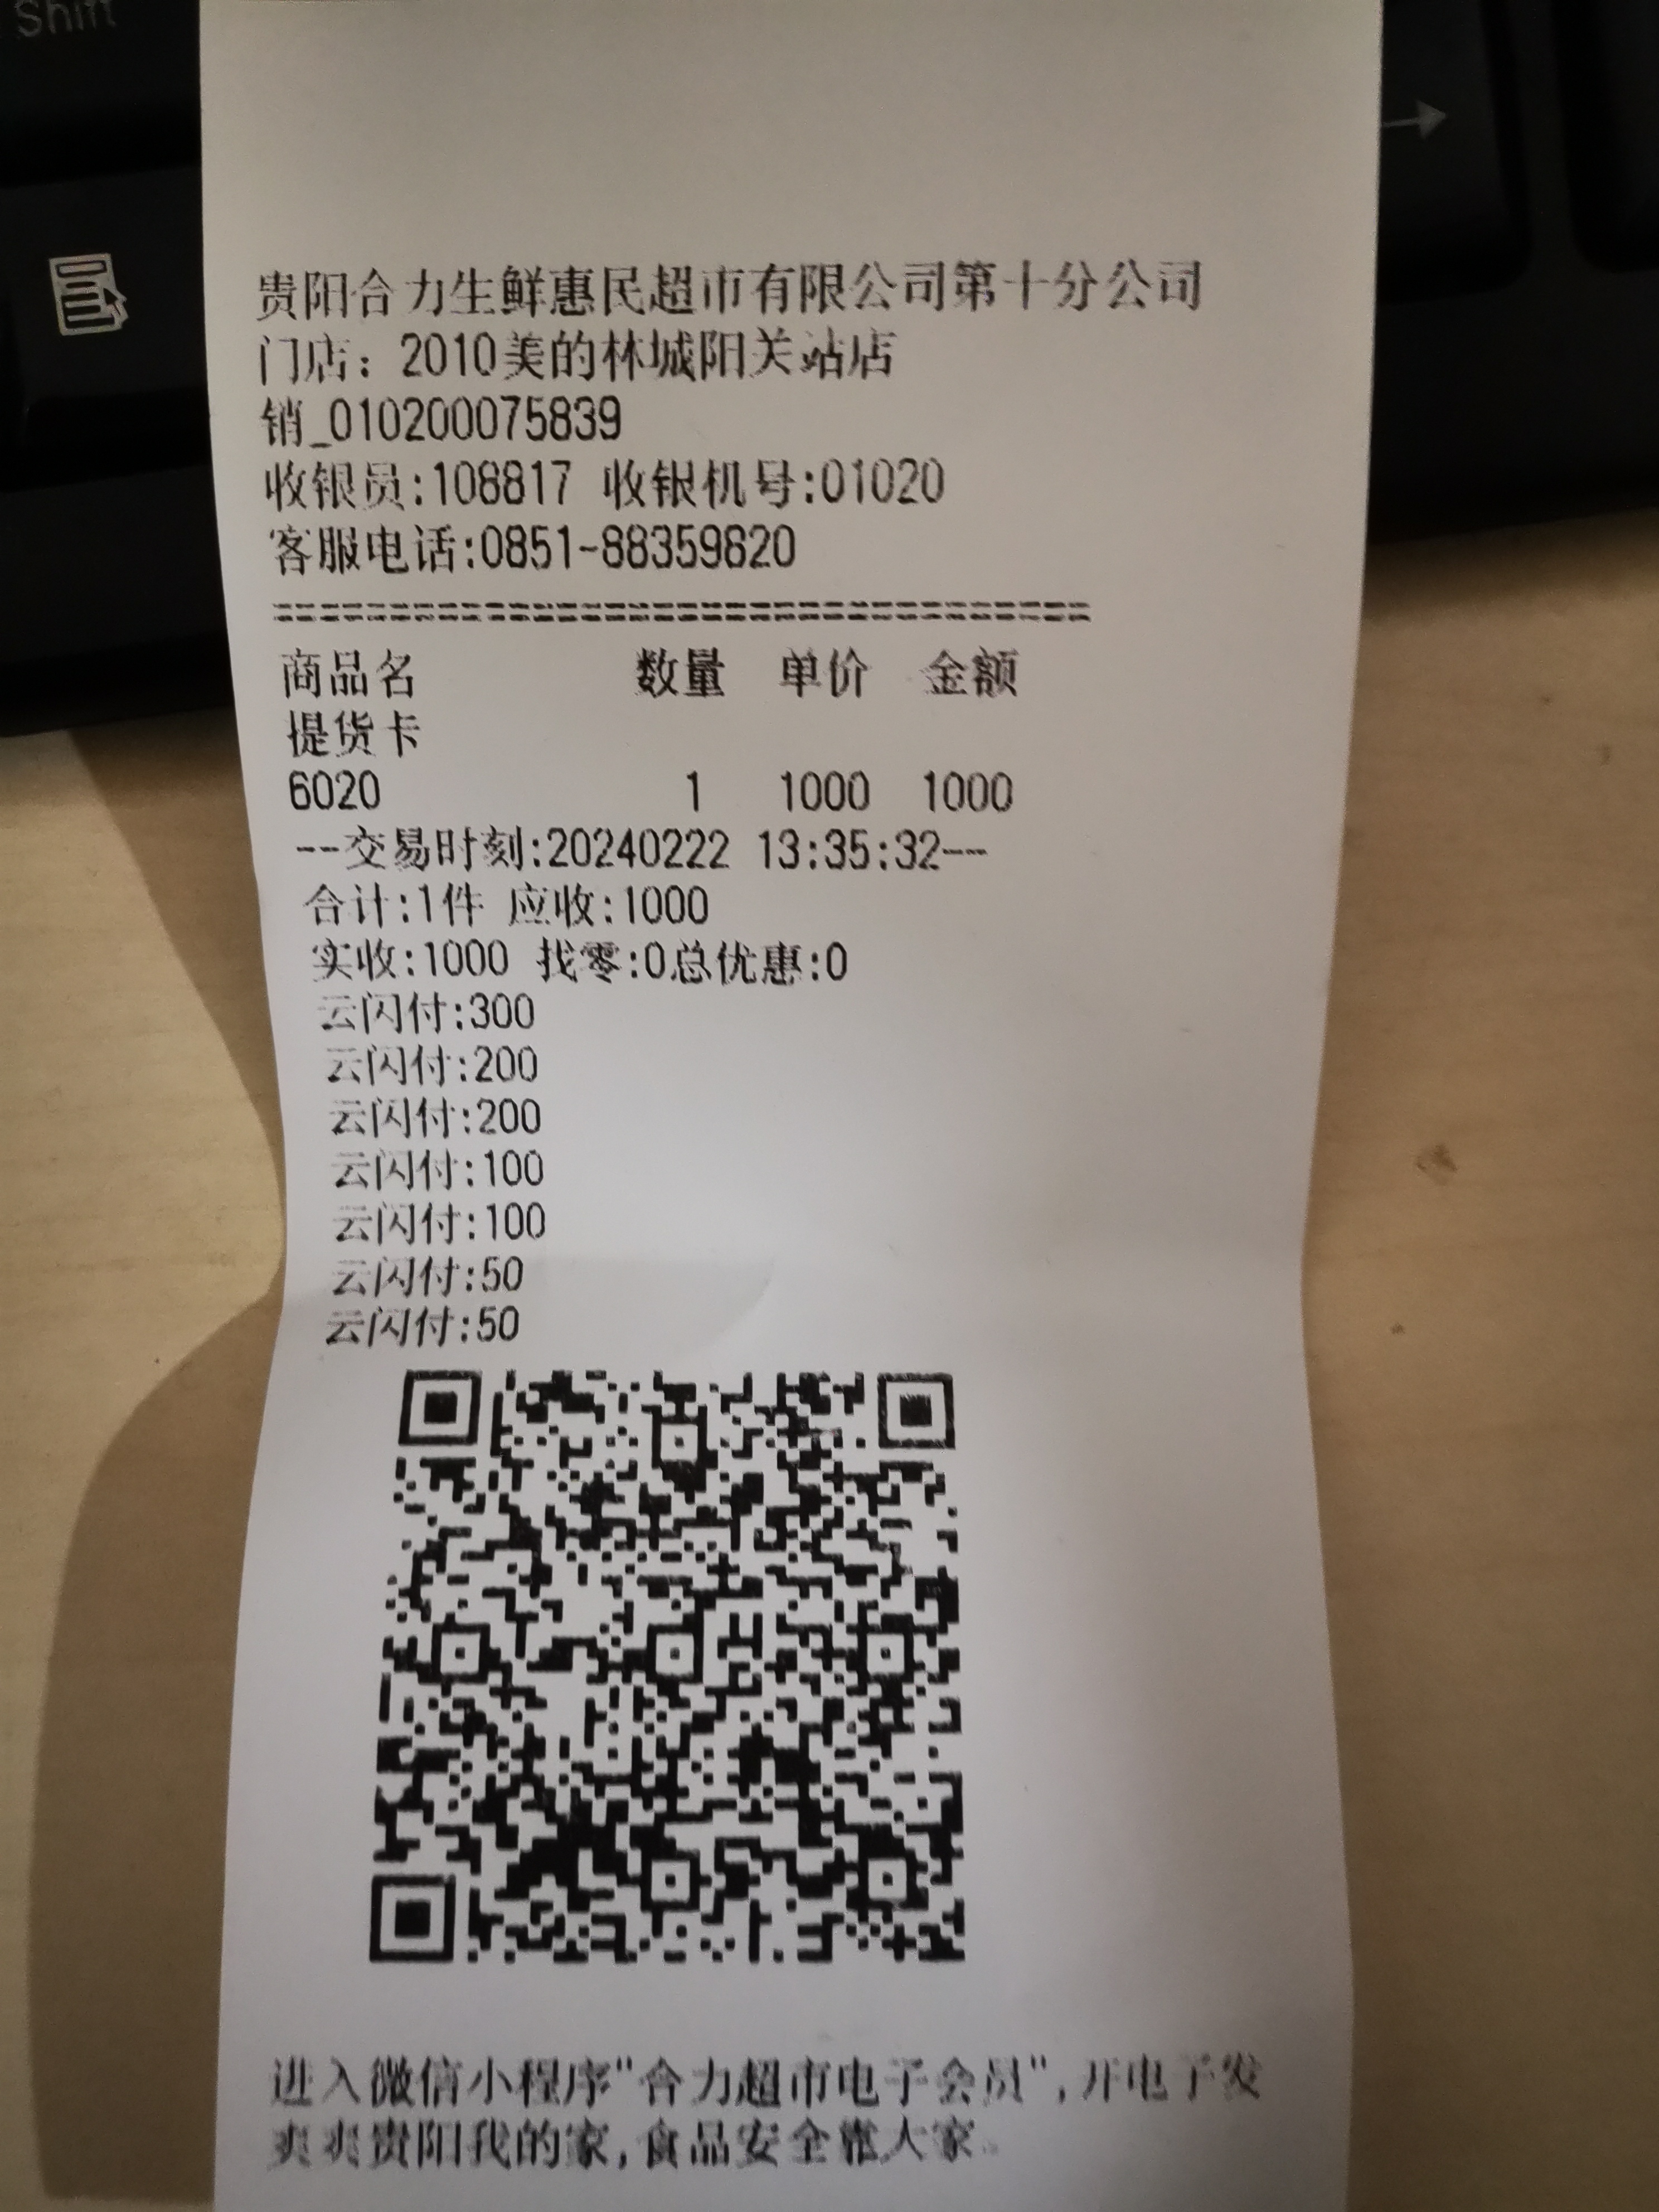 Shift
→
贵阳合力生鲜惠民超市有限公司第十分公司
门店：2010美的林城阳关站店
销_010200075839
收银员:108817 收银机号:01020
客服电话:0851-88359820
===================================
商品名 数量 单价 金额
提货卡
6020 1 1000 1000
--交易时刻:20240222 13:35:32--
合计:1件 应收:1000
实收:1000 找零:0总优惠:0
云闪付:300
云闪付:200
云闪付:200
云闪付:100
云闪付:100
云闪付:50
云闪付:50
进入微信小程序"合力超市电子会员",开电子发
爽爽贵阳我的家,食品安全靠大家。